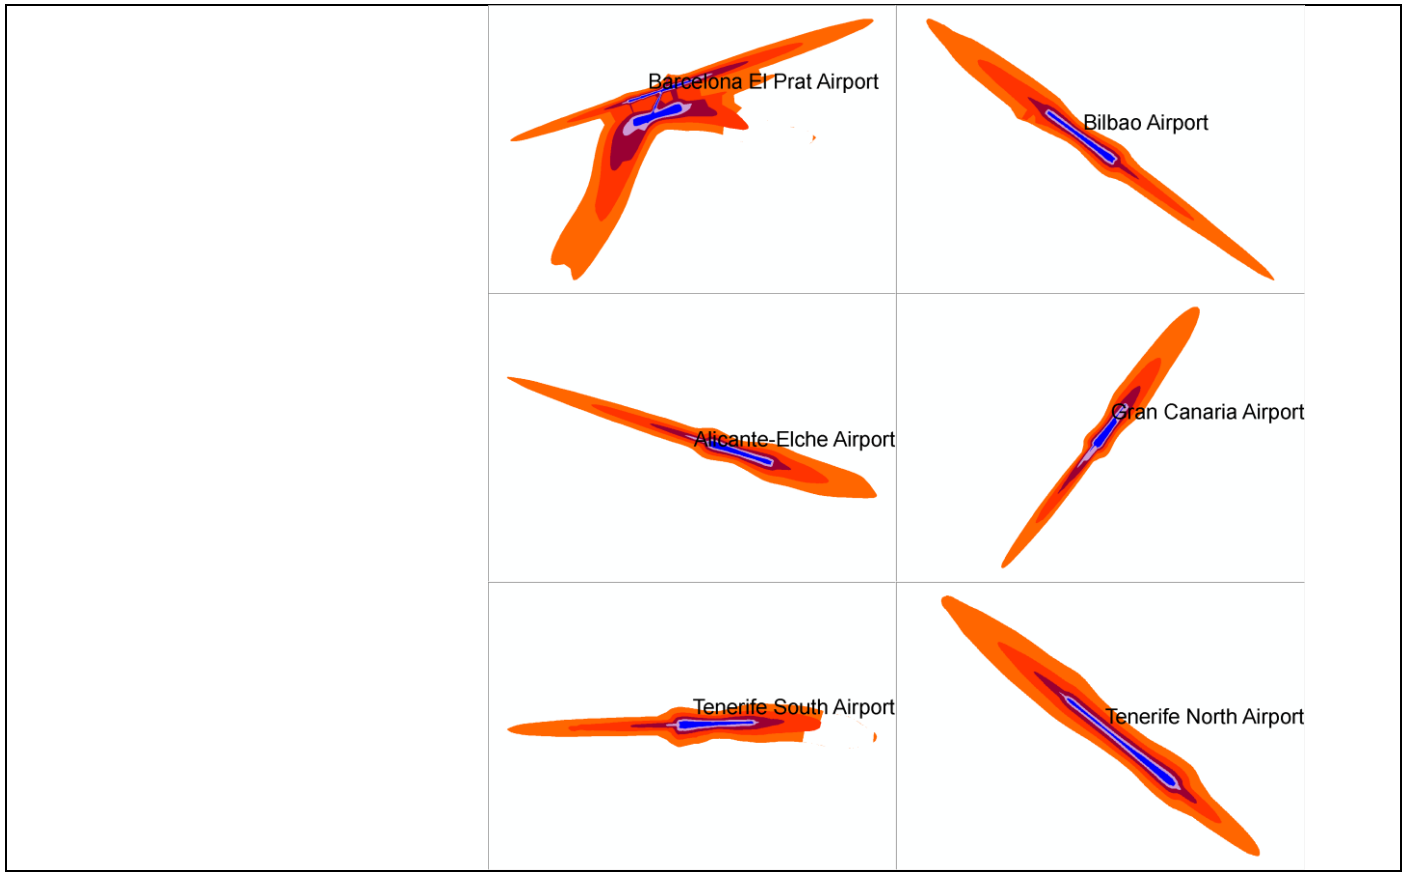 Barcelona El Prat Airport
Bilbao Airport
Alicante-Elche Airport
Gran Canaria Airport
Tenerife South Airport
Tenerife North Airport